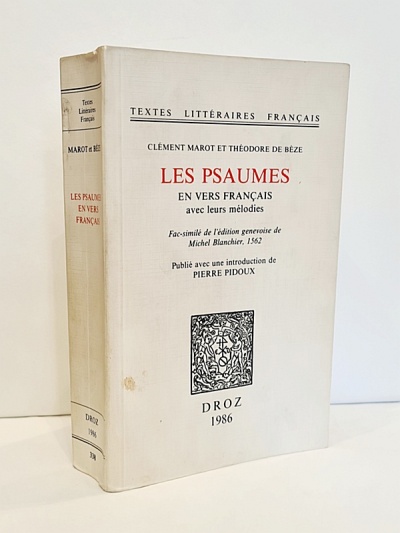 Textes
Littéraires
Français
MAROT et BÈZE
LES PSAUMES
EN VERS
FRANÇAIS
DROZ
1986
338
TEXTES LITTÉRAIRES FRANÇAIS
CLÉMENT MAROT ET THÉODORE DE BÈZE
LES PSAUMES
EN VERS FRANÇAIS
avec leurs mélodies
Fac-similé de l'édition genevoise de
Michel Blanchier, 1562
Publié avec une introduction de
PIERRE PIDOUX
DROZ
1986